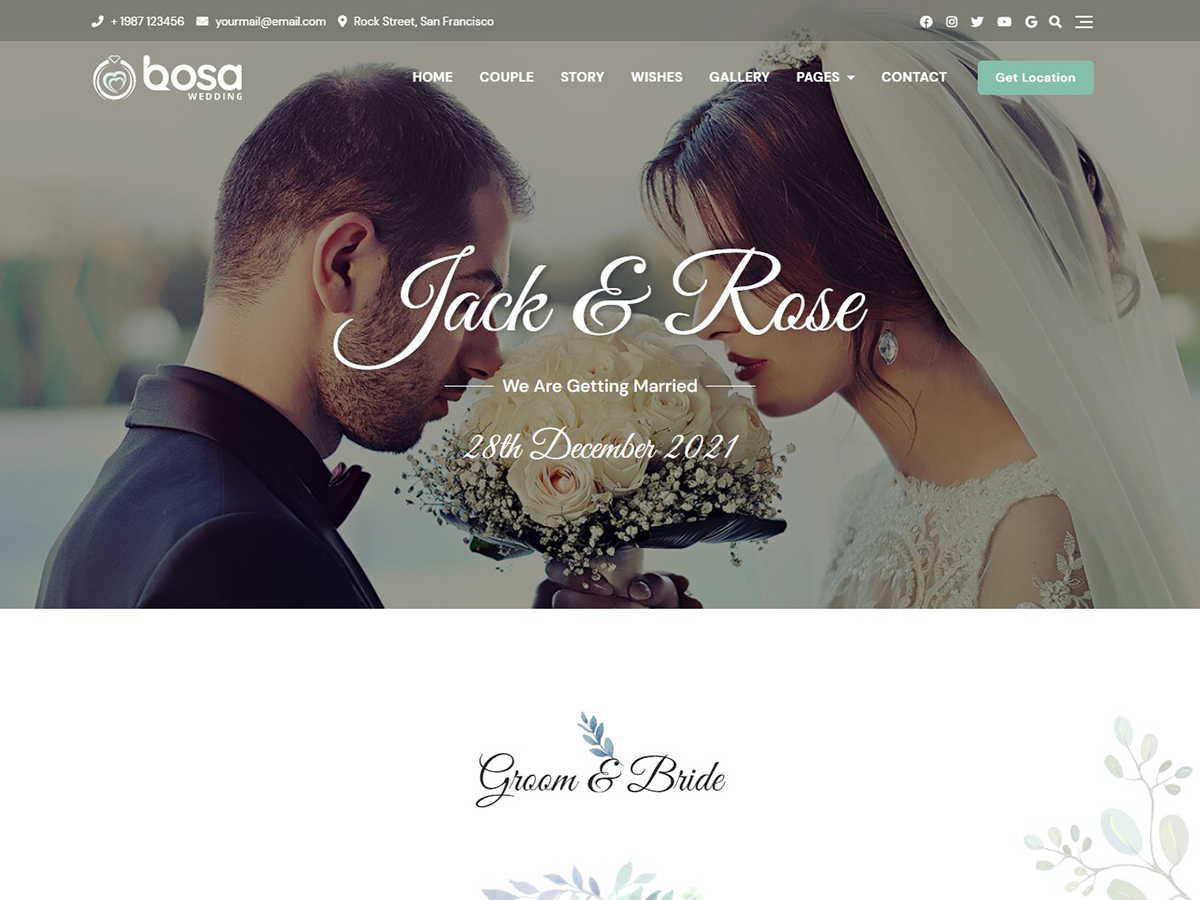 + 1987 123456 yourmail@email.com Rock Street, San Francisco
bosa
WEDDING
HOME COUPLE STORY WISHES GALLERY PAGES CONTACT Get Location
Jack & Rose
We Are Getting Married
28th December 2021
Groom & Bride